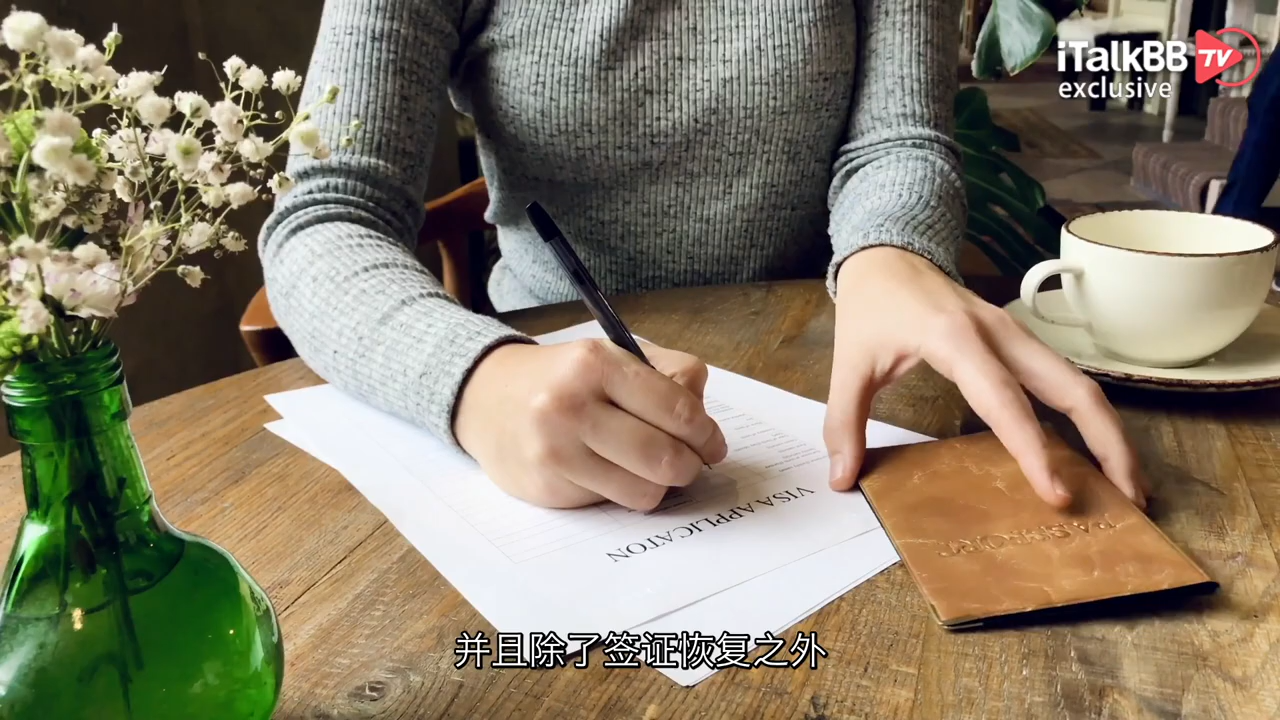 iTalkBB TV
exclusive
VISA APPLICATION
PASSPORT
并且除了签证恢复之外